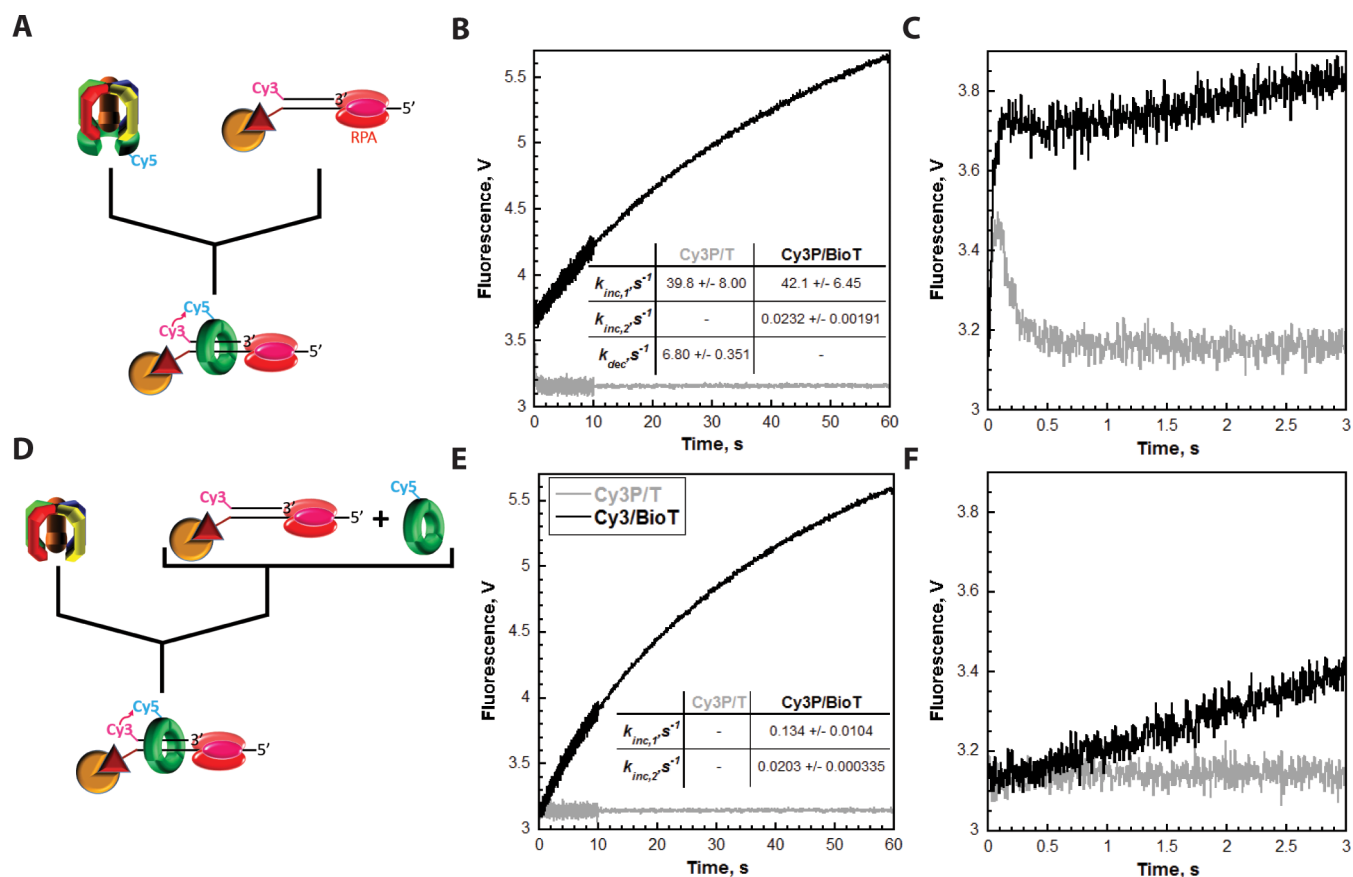 A
Cy5
Cy3
3′
5′
RPA
Cy5
Cy3
3′
5′
B
Fluorescence, V
5.5
5
4.5
4
3.5
3
0 10 20 30 40 50 60
Time, s
Cy3P/T Cy3P/BioT
k_inc,1, s⁻¹ 39.8 +/- 8.00 42.1 +/- 6.45
k_inc,2, s⁻¹ - 0.0232 +/- 0.00191
k_dec, s⁻¹ 6.80 +/- 0.351 -
C
Fluorescence, V
3.8
3.6
3.4
3.2
3
0 0.5 1 1.5 2 2.5 3
Time, s
D
Cy3
3′
5′
+
Cy5
Cy5
Cy3
3′
5′
E
Fluorescence, V
5.5
5
4.5
4
3.5
3
0 10 20 30 40 50 60
Time, s
Cy3P/T
Cy3/BioT
Cy3P/T Cy3P/BioT
k_inc,1, s⁻¹ - 0.134 +/- 0.0104
k_inc,2, s⁻¹ - 0.0203 +/- 0.000335
F
Fluorescence, V
3.8
3.6
3.4
3.2
3
0 0.5 1 1.5 2 2.5 3
Time, s